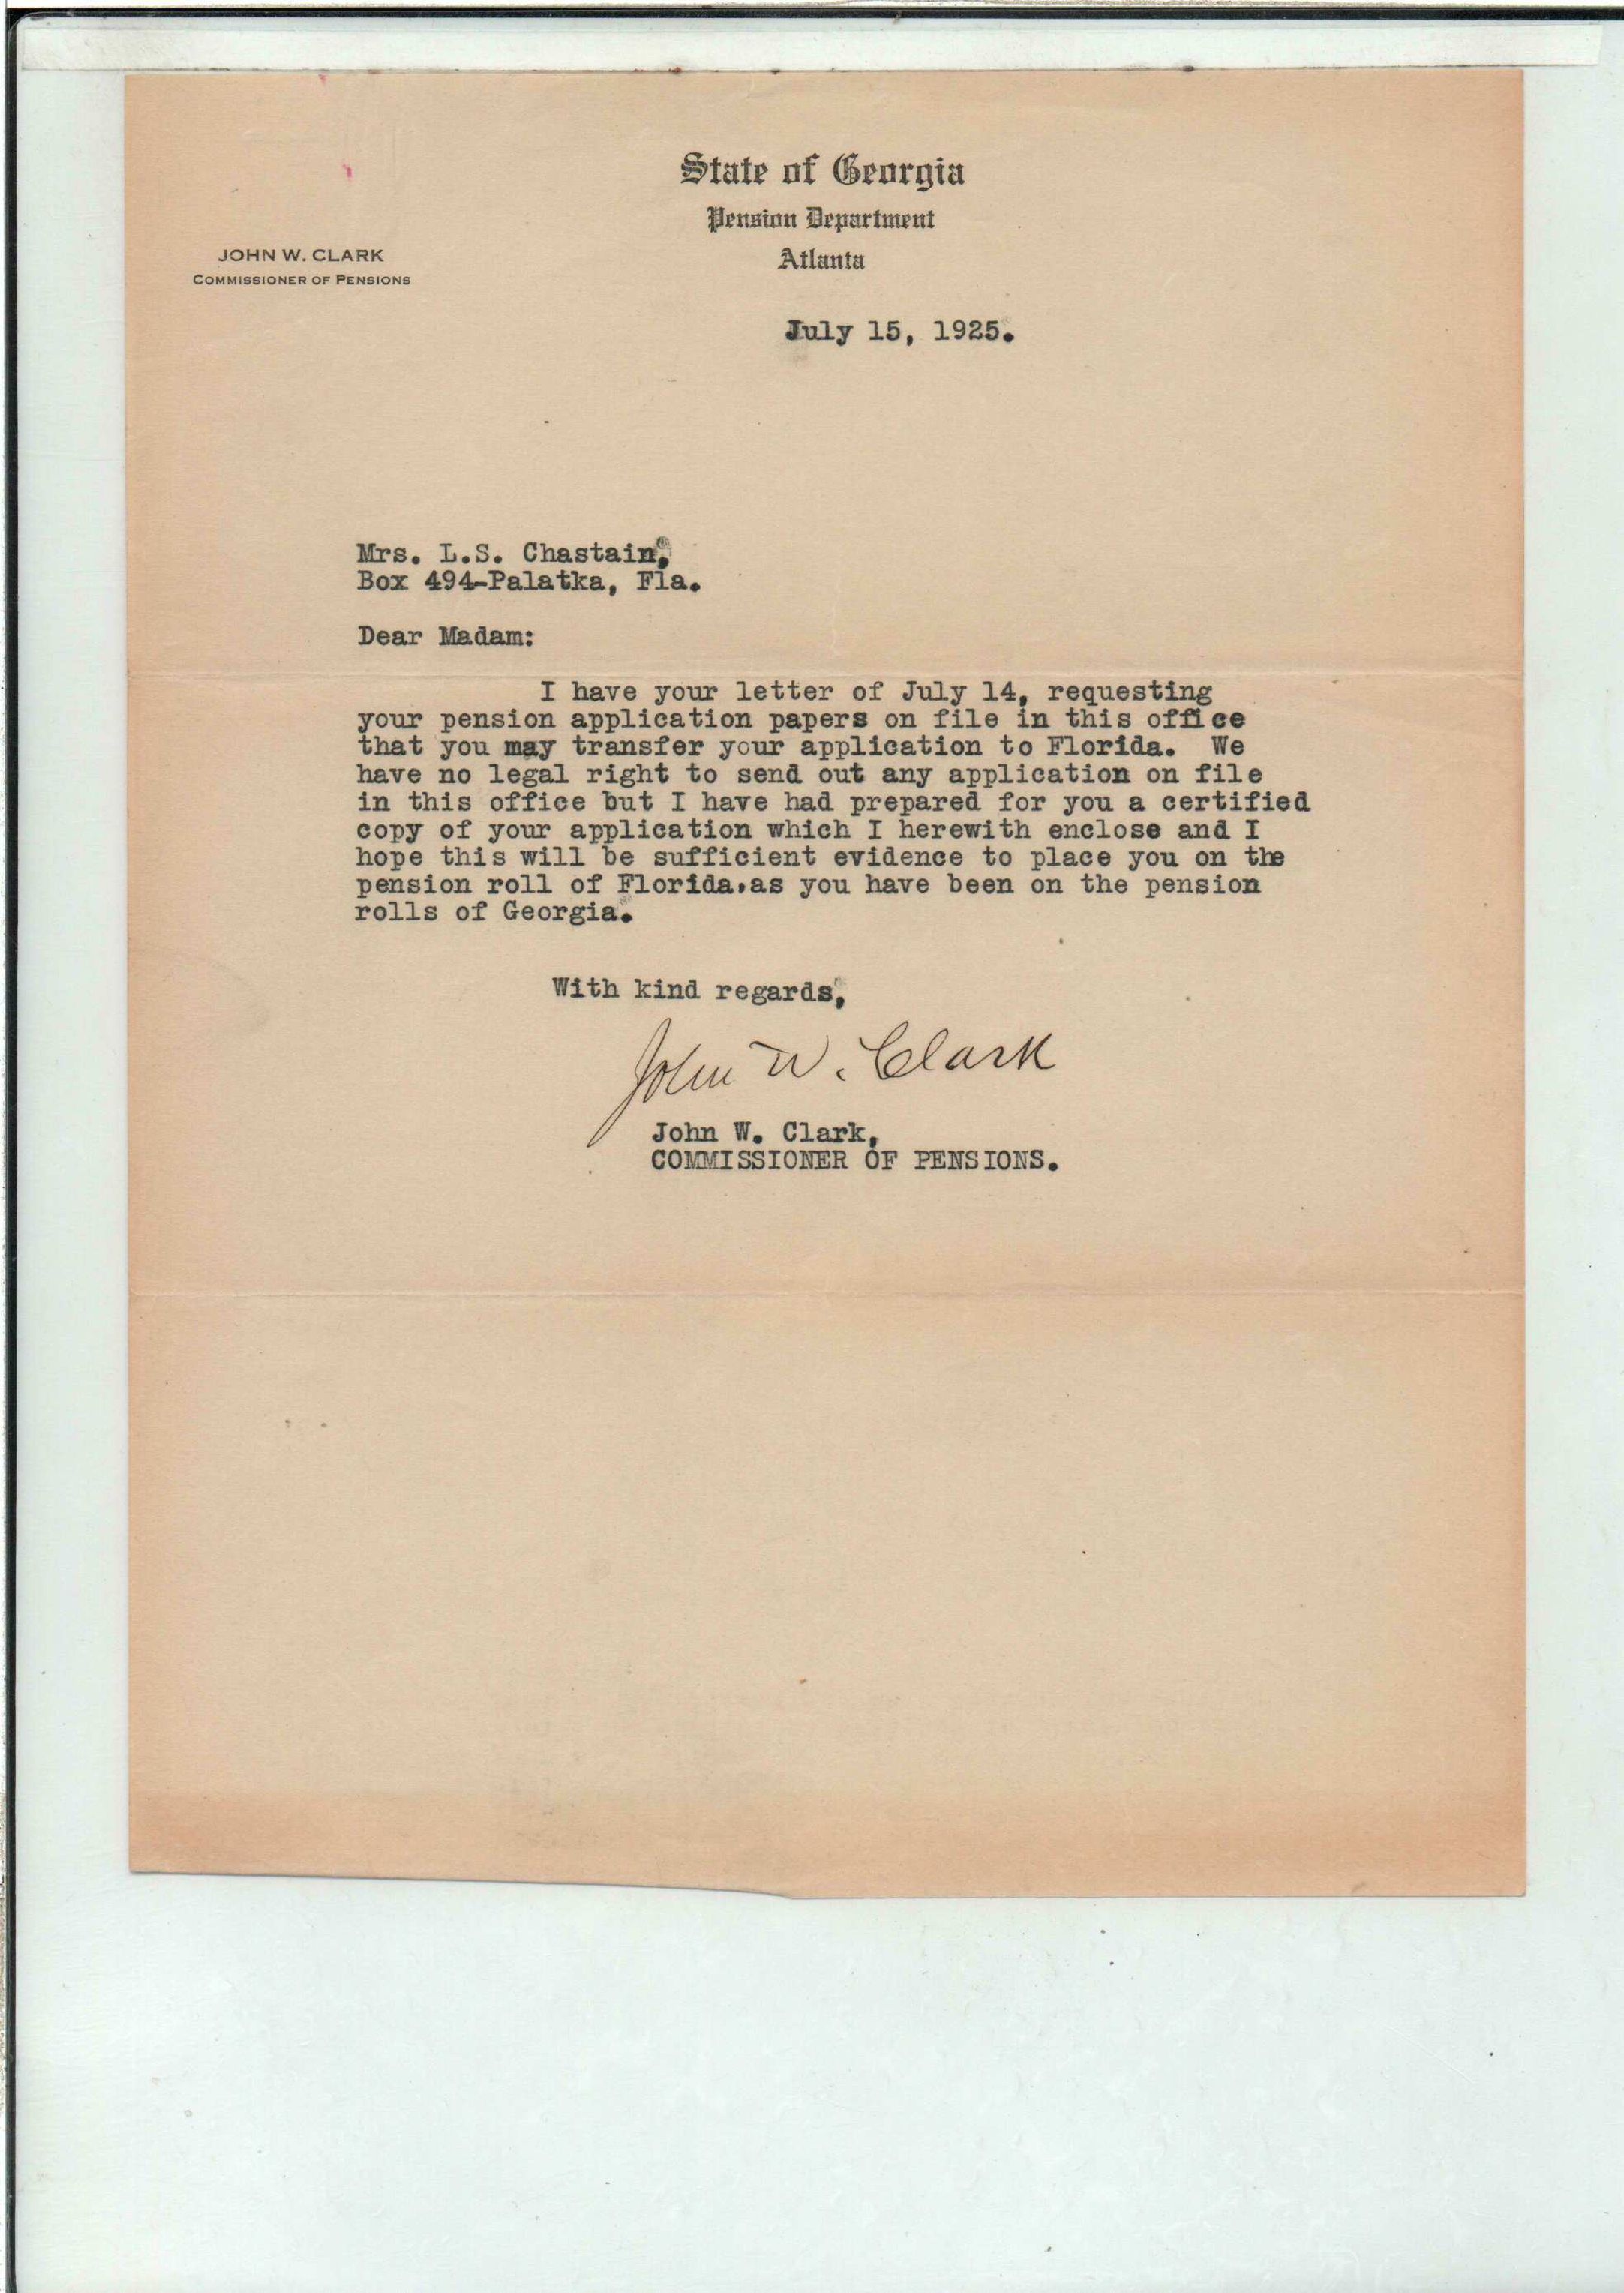 State of Georgia
Pension Department
Atlanta
JOHN W. CLARK
COMMISSIONER OF PENSIONS
July 15, 1925.
Mrs. L.S. Chastain,
Box 494-Palatka, Fla.
Dear Madam:
I have your letter of July 14, requesting
your pension application papers on file in this office
that you may transfer your application to Florida. We
have no legal right to send out any application on file
in this office but I have had prepared for you a certified
copy of your application which I herewith enclose and I
hope this will be sufficient evidence to place you on the
pension roll of Florida.as you have been on the pension
rolls of Georgia.
With kind regards,
John W. Clark
John W. Clark,
COMMISSIONER OF PENSIONS.